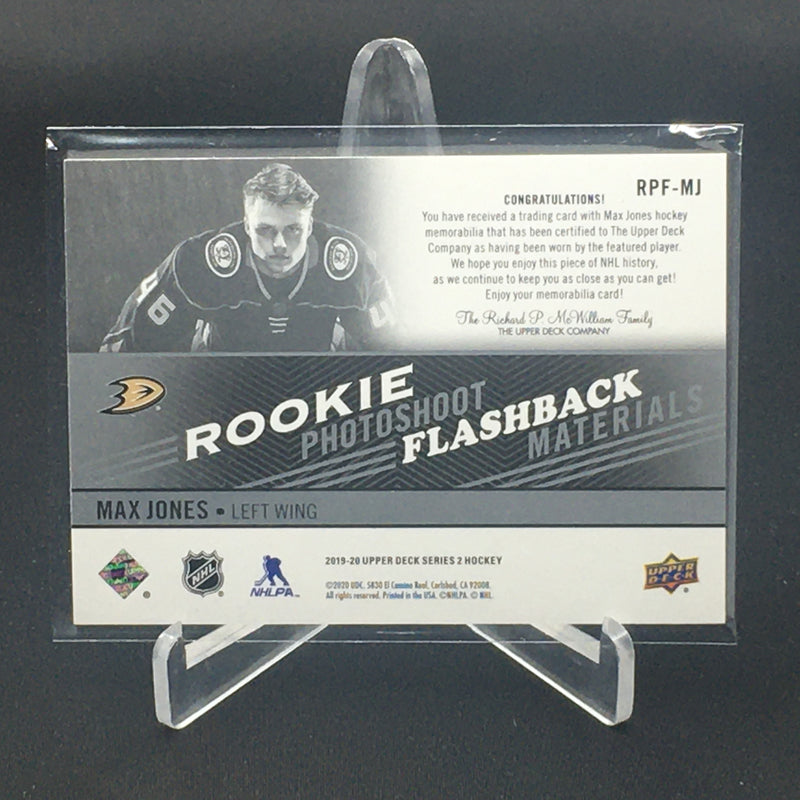 RPF-MJ
CONGRATULATIONS!
You have received a trading card with Max Jones hockey
memorabilia that has been certified to The Upper Deck
Company as having been worn by the featured player.
We hope you enjoy this piece of NHL history,
as we continue to keep you as close as you can get!
Enjoy your memorabilia card!
The Richard P. McWilliam Family
THE UPPER DECK COMPANY
46
4
ROOKIE PHOTOSHOOT FLASHBACK MATERIALS
MAX JONES • LEFT WING
2019-20 UPPER DECK SERIES 2 HOCKEY
©2020 UDC. 5830 El Camino Real, Carlsbad, CA 92008.
All rights reserved. Printed in the USA. ©NHLPA. © NHL.
NHL
NHLPA
UPPER
D·E·C·K